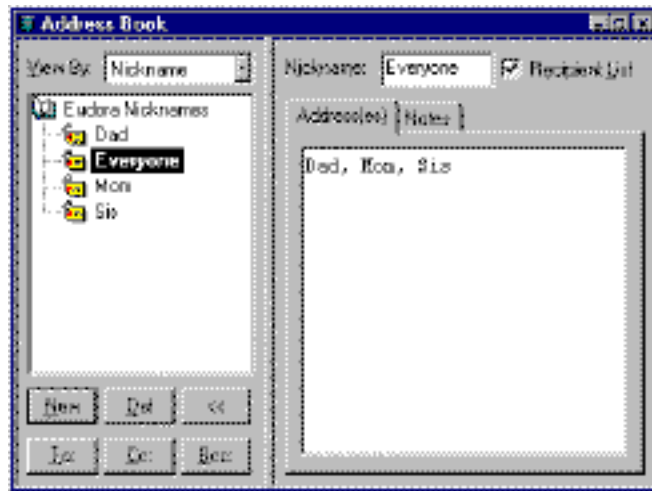 Address Book
View By: Nickname
Eudora Nicknames
Dad
Everyone
Mom
Sis
New Del <<
To: Cc: Bcc:
Nickname: Everyone Recipient List
Address(es) Notes
Dad, Mom, Sis